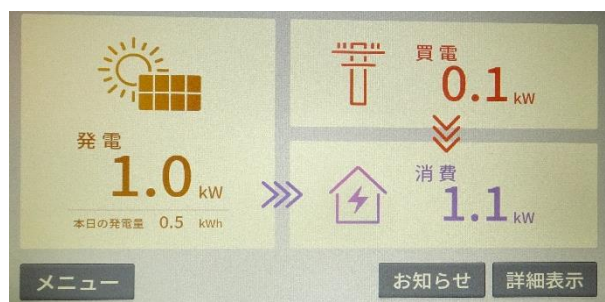 発電
1.0 kW
本日の発電量 0.5 kWh
買電
0.1 kW
消費
1.1 kW
メニュー
お知らせ
詳細表示